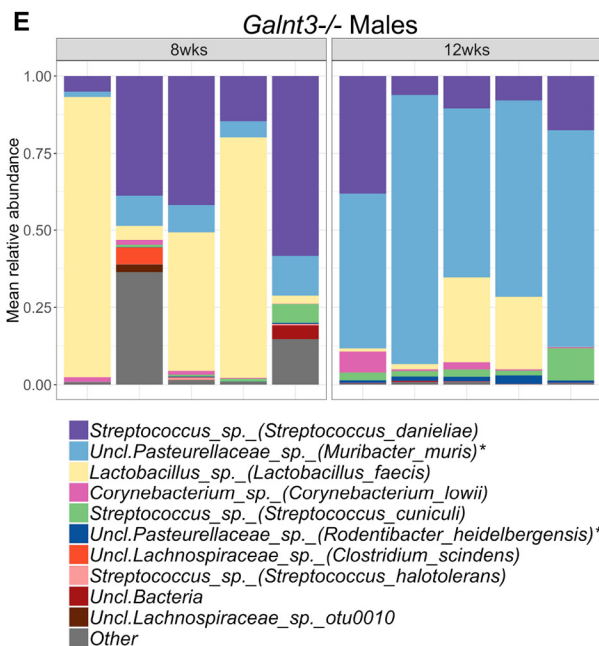 E
Galnt3-/- Males
8wks
12wks
1.00
0.75
0.50
0.25
0.00
Mean relative abundance
Streptococcus_sp._(Streptococcus_danieliae)
Uncl.Pasteurellaceae_sp._(Muribacter_muris)*
Lactobacillus_sp._(Lactobacillus_faecis)
Corynebacterium_sp._(Corynebacterium_lowii)
Streptococcus_sp._(Streptococcus_cuniculi)
Uncl.Pasteurellaceae_sp._(Rodentibacter_heidelbergensis)*
Uncl.Lachnospiraceae_sp._(Clostridium_scindens)
Streptococcus_sp._(Streptococcus_halotolerans)
Uncl.Bacteria
Uncl.Lachnospiraceae_sp._otu0010
Other